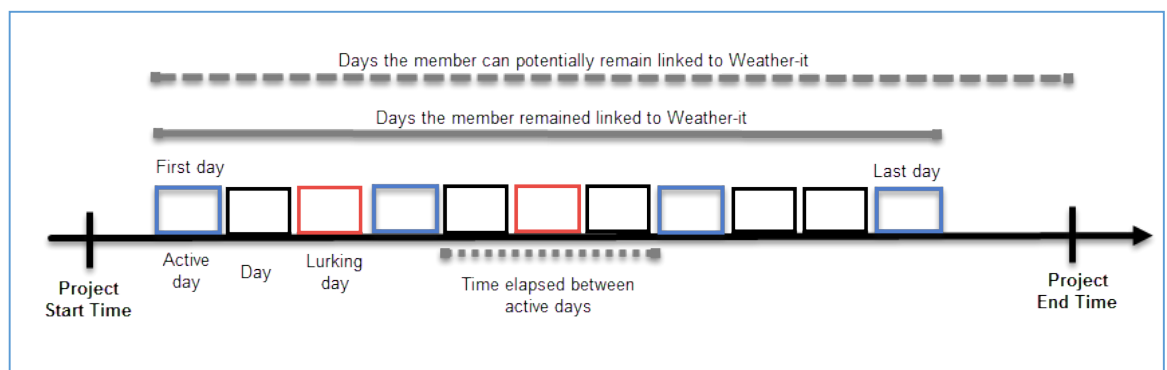 Days the member can potentially remain linked to Weather-it
Days the member remained linked to Weather-it
First day
Last day
Active
day
Day
Lurking
day
Time elapsed between
active days
Project
Start Time
Project
End Time